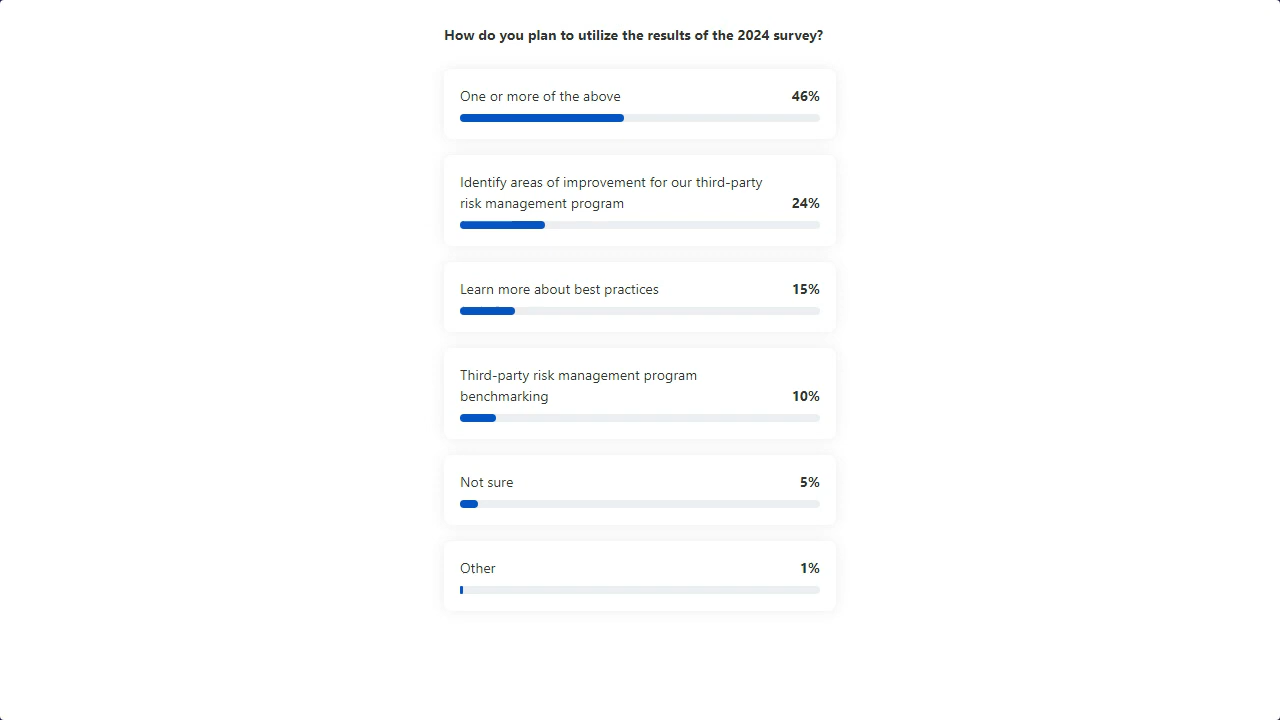 How do you plan to utilize the results of the 2024 survey?
One or more of the above 46%
Identify areas of improvement for our third-party
risk management program 24%
Learn more about best practices 15%
Third-party risk management program
benchmarking 10%
Not sure 5%
Other 1%